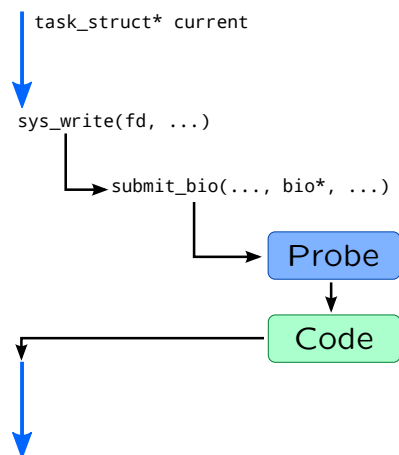 task_struct* current
sys_write(fd, ...)
submit_bio(..., bio*, ...)
Probe
Code